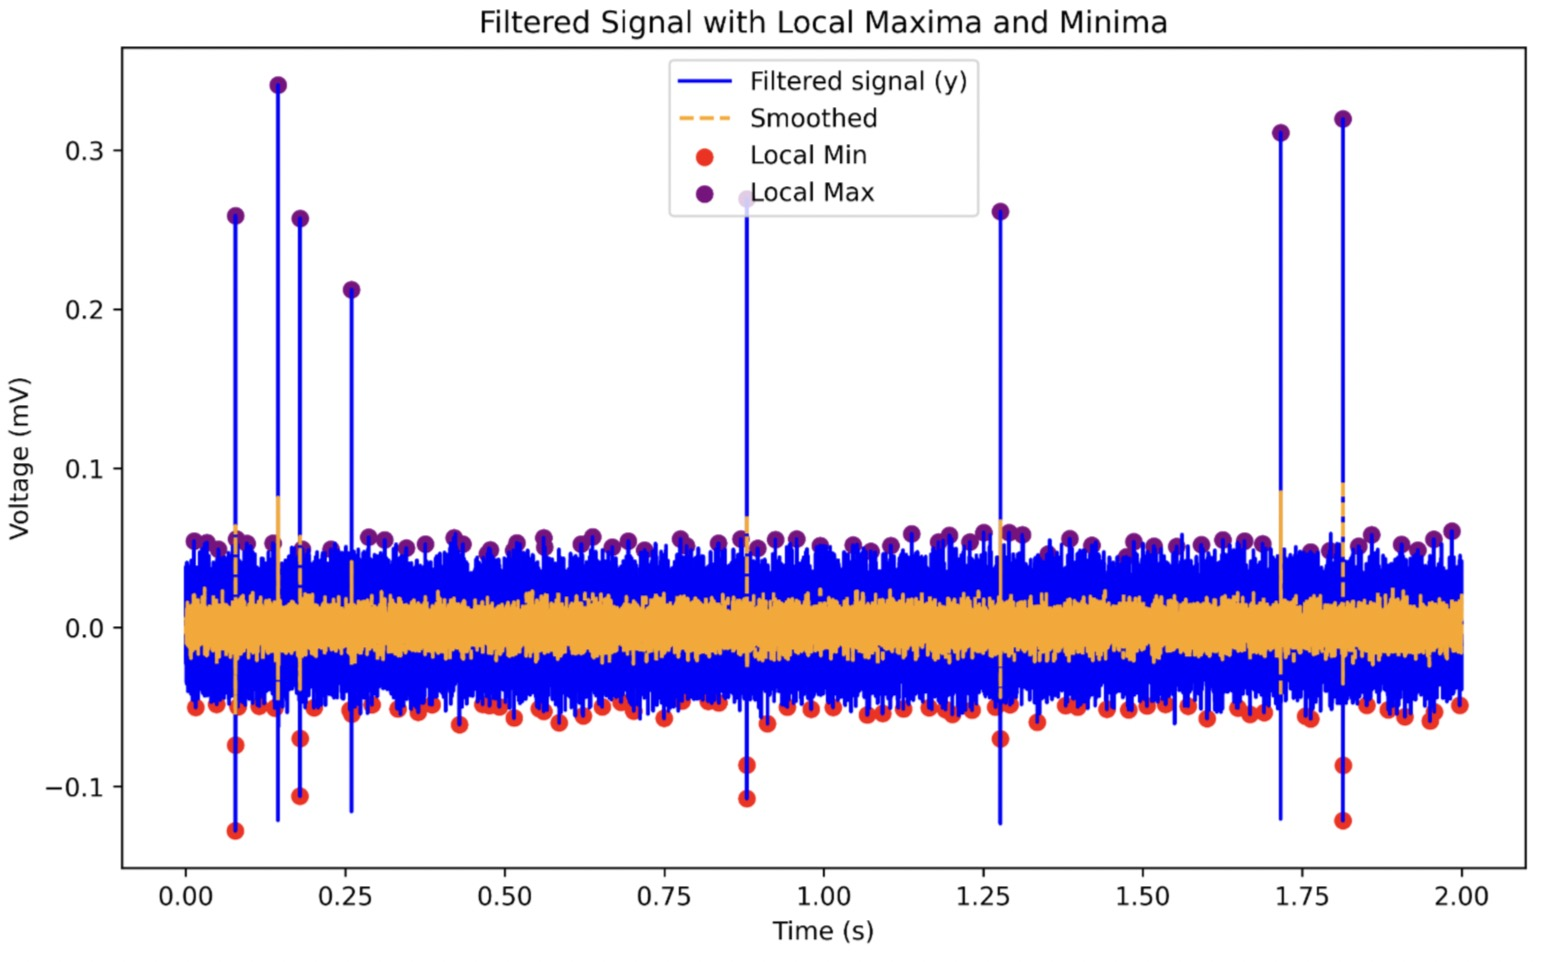 Filtered Signal with Local Maxima and Minima
Filtered signal (y)
Smoothed
Local Min
Local Max
Voltage (mV)
0.3
0.2
0.1
0.0
−0.1
0.00 0.25 0.50 0.75 1.00 1.25 1.50 1.75 2.00
Time (s)